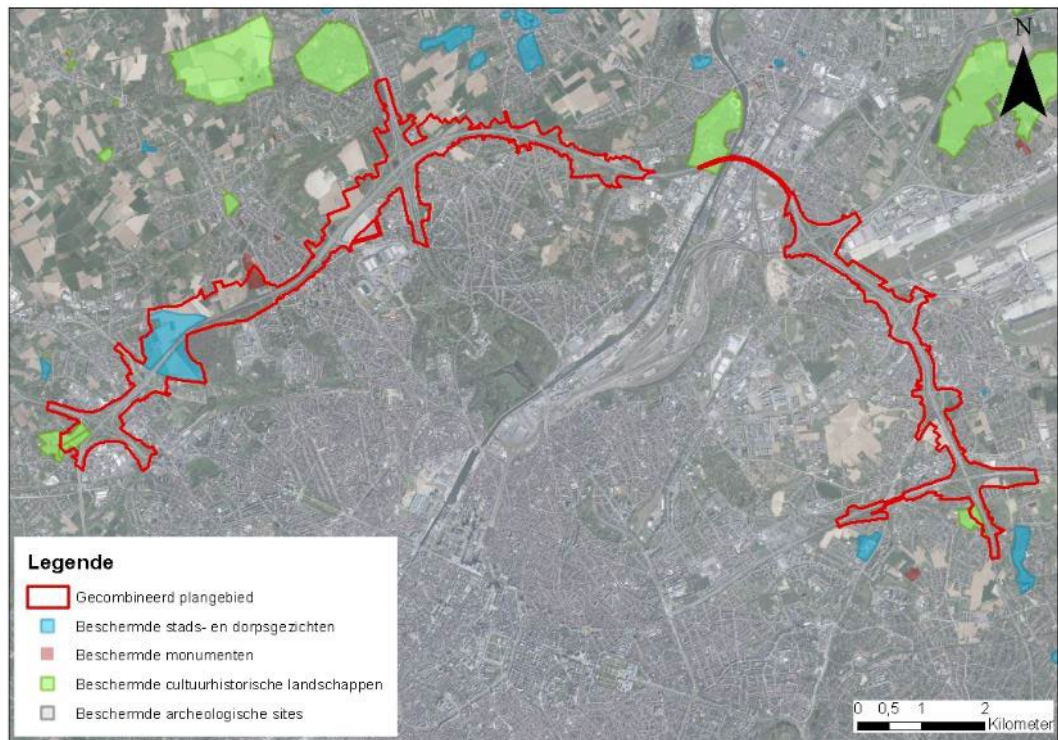 N
Legende
Gecombineerd plangebied
Beschermde stads- en dorpsgezichten
Beschermde monumenten
Beschermde cultuurhistorische landschappen
Beschermde archeologische sites
0 0,5 1 2
Kilometer